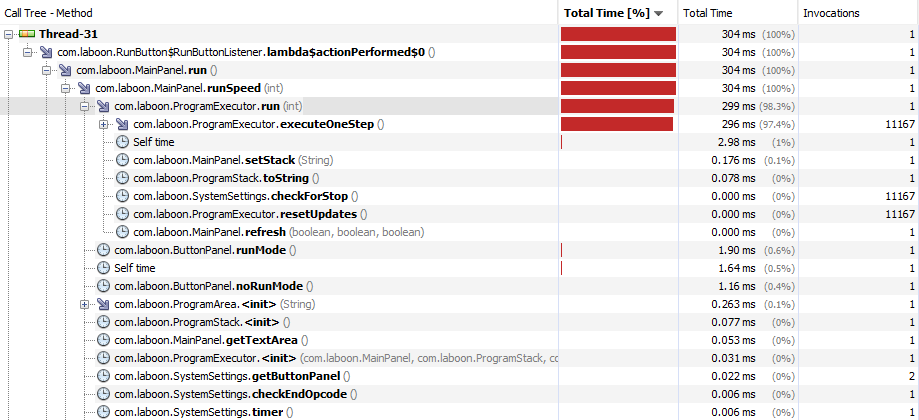 Call Tree - Method Total Time [%] Total Time Invocations
Thread-31 304 ms (100%) 1
com.laboon.RunButton$RunButtonListener.lambda$actionPerformed$0 () 304 ms (100%) 1
com.laboon.MainPanel.run () 304 ms (100%) 1
com.laboon.MainPanel.runSpeed (int) 304 ms (100%) 1
com.laboon.ProgramExecutor.run (int) 299 ms (98.3%) 1
com.laboon.ProgramExecutor.executeOneStep () 296 ms (97.4%) 11167
Self time 2.98 ms (1%) 1
com.laboon.MainPanel.setStack (String) 0.176 ms (0.1%) 1
com.laboon.ProgramStack.toString () 0.078 ms (0%) 1
com.laboon.SystemSettings.checkForStop () 0.000 ms (0%) 11167
com.laboon.ProgramExecutor.resetUpdates () 0.000 ms (0%) 11167
com.laboon.MainPanel.refresh (boolean, boolean, boolean) 0.000 ms (0%) 1
com.laboon.ButtonPanel.runMode () 1.90 ms (0.6%) 1
Self time 1.64 ms (0.5%) 1
com.laboon.ButtonPanel.noRunMode () 1.16 ms (0.4%) 1
com.laboon.ProgramArea.<init> (String) 0.263 ms (0.1%) 1
com.laboon.ProgramStack.<init> () 0.077 ms (0%) 1
com.laboon.MainPanel.getTextArea () 0.053 ms (0%) 1
com.laboon.ProgramExecutor.<init> (com.laboon.MainPanel, com.laboon.ProgramStack, cc 0.031 ms (0%) 1
com.laboon.SystemSettings.getButtonPanel () 0.022 ms (0%) 2
com.laboon.SystemSettings.checkEndOpcode () 0.006 ms (0%) 1
com.laboon.SystemSettings.timer () 0.006 ms (0%) 1